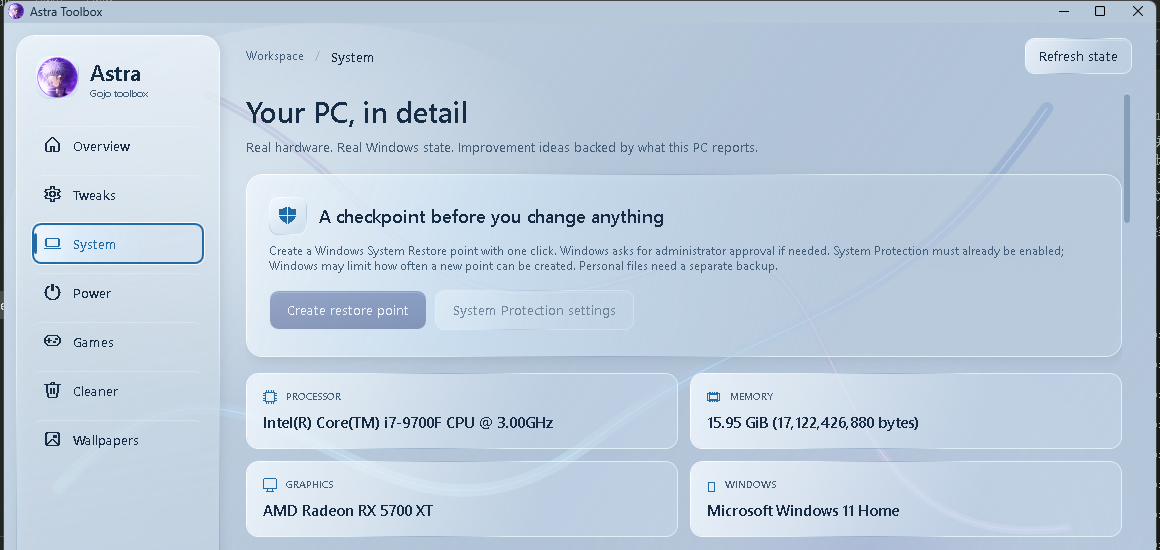 Astra Toolbox
Astra
Gojo toolbox
Overview
Tweaks
System
Power
Games
Cleaner
Wallpapers
Workspace / System
Refresh state
Your PC, in detail
Real hardware. Real Windows state. Improvement ideas backed by what this PC reports.
A checkpoint before you change anything
Create a Windows System Restore point with one click. Windows asks for administrator approval if needed. System Protection must already be enabled;
Windows may limit how often a new point can be created. Personal files need a separate backup.
Create restore point
System Protection settings
PROCESSOR
Intel(R) Core(TM) i7-9700F CPU @ 3.00GHz
MEMORY
15.95 GiB (17,122,426,880 bytes)
GRAPHICS
AMD Radeon RX 5700 XT
WINDOWS
Microsoft Windows 11 Home